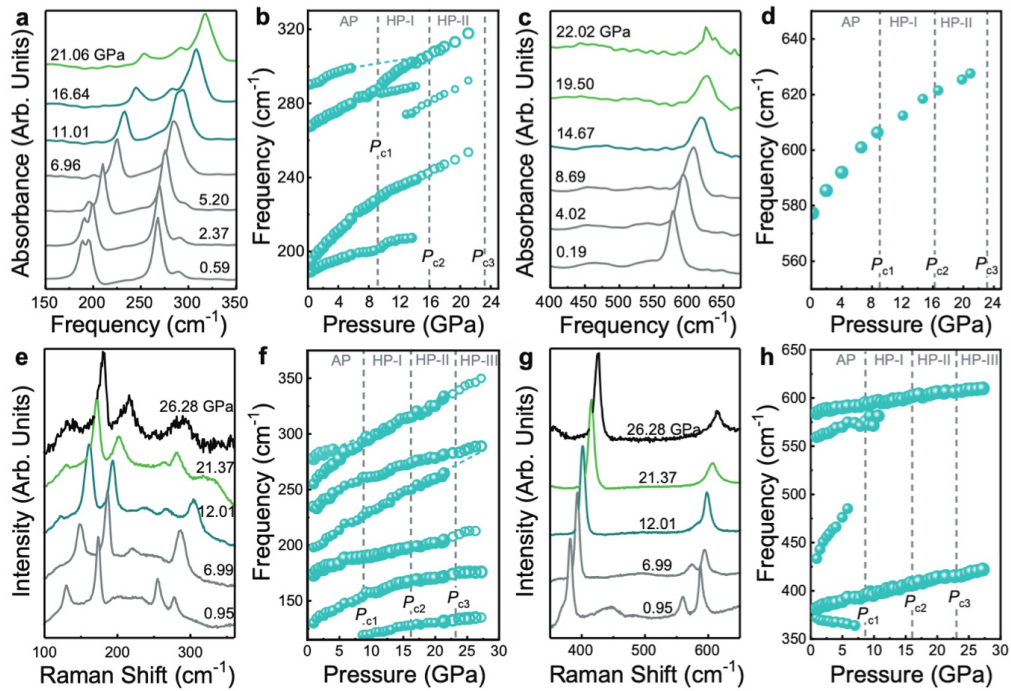 a
21.06 GPa
16.64
11.01
6.96
5.20
2.37
0.59
150 200 250 300 350
Frequency (cm-1)
Absorbance (Arb. Units)
b
AP HP-I HP-II
320
280
240
200
Pc1
Pc2
Pc3
0 4 8 12 16 20 24
Pressure (GPa)
Frequency (cm-1)
c
22.02 GPa
19.50
14.67
8.69
4.02
0.19
400 450 500 550 600 650
Frequency (cm-1)
Absorbance (Arb. Units)
d
AP HP-I HP-II
640
620
600
580
560
Pc1
Pc2
Pc3
0 4 8 12 16 20 24
Pressure (GPa)
Frequency (cm-1)
e
26.28 GPa
21.37
12.01
6.99
0.95
100 200 300
Raman Shift (cm-1)
Intensity (Arb. Units)
f
AP HP-I HP-II HP-III
350
300
250
200
150
Pc1
Pc2
Pc3
0 5 10 15 20 25 30
Pressure (GPa)
Frequency (cm-1)
g
26.28 GPa
21.37
12.01
6.99
0.95
400 500 600
Raman Shift (cm-1)
Intensity (Arb. Units)
h
AP HP-I HP-II HP-III
650
600
550
500
450
400
350
Pc1
Pc2
Pc3
0 5 10 15 20 25 30
Pressure (GPa)
Frequency (cm-1)